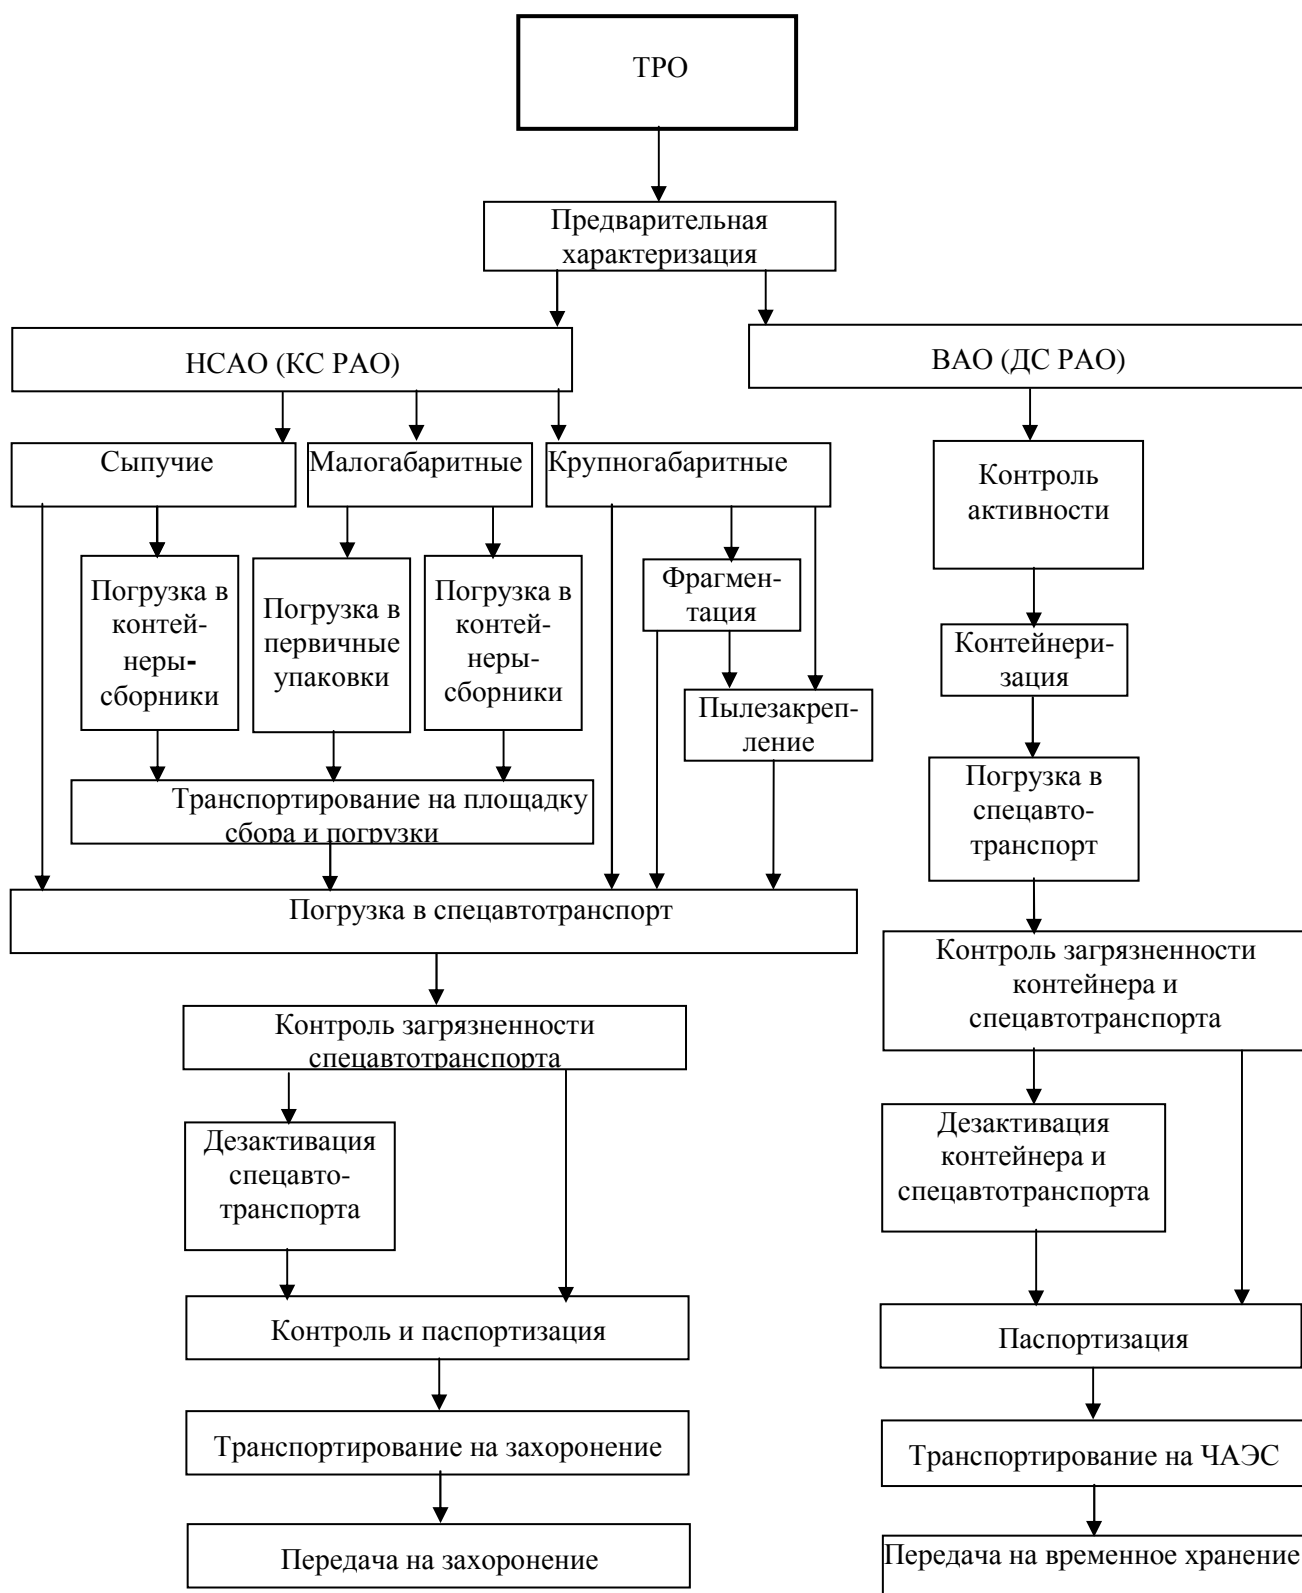 ТРО
Предварительная
характеризация
НСАО (КС РАО)
ВАО (ДС РАО)
Сыпучие
Малогабаритные
Крупногабаритные
Контроль
активности
Погрузка в
контей-
неры-
сборники
Погрузка в
первичные
упаковки
Погрузка в
контей-
неры-
сборники
Фрагмен-
тация
Контейнери-
зация
Пылезакреп-
ление
Транспортирование на площадку
сбора и погрузки
Погрузка в
спецавто-
транспорт
Погрузка в спецавтотранспорт
Контроль загрязненности
контейнера и
спецавтотранспорта
Контроль загрязненности
спецавтотранспорта
Дезактивация
спецавто-
транспорта
Дезактивация
контейнера и
спецавтотранспорта
Контроль и паспортизация
Паспортизация
Транспортирование на захоронение
Транспортирование на ЧАЭС
Передача на захоронение
Передача на временное хранение